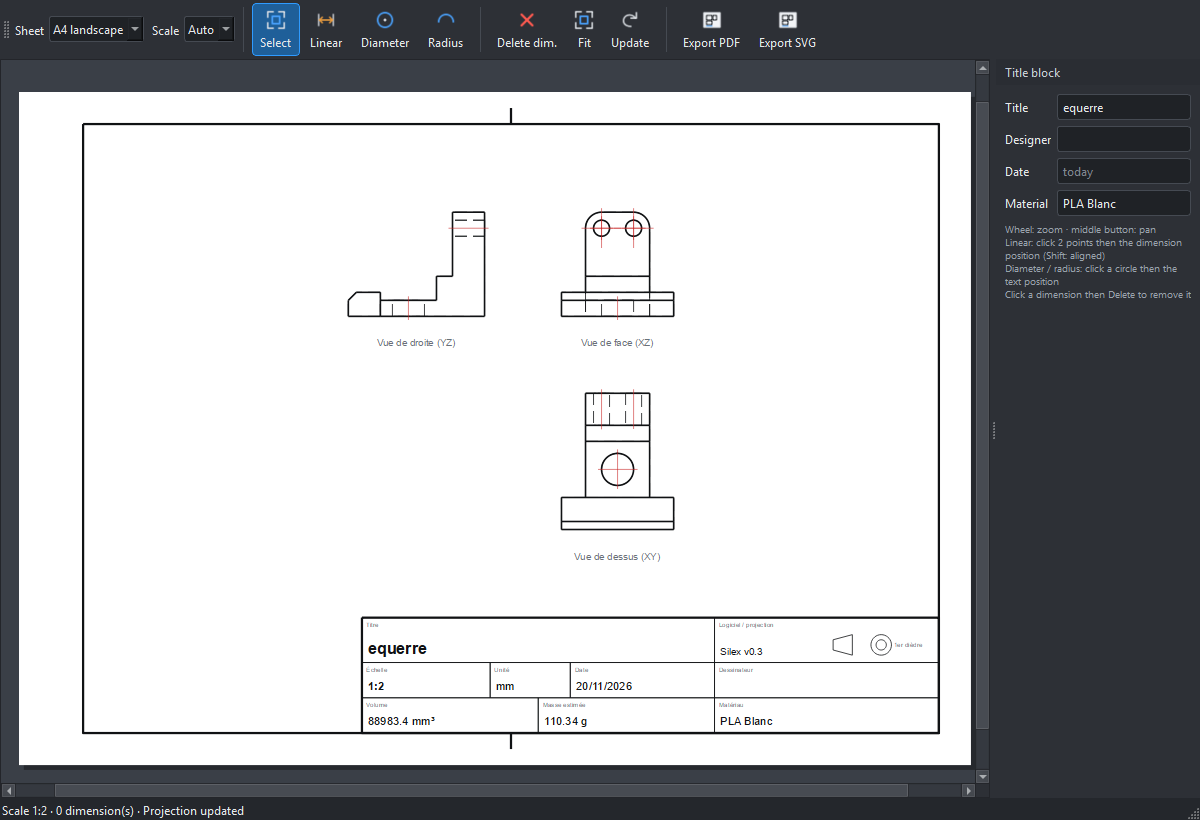 Sheet
A4 landscape
Scale
Auto
Select
Linear
Diameter
Radius
Delete dim.
Fit
Update
Export PDF
Export SVG
Title block
Title
equerre
Designer
Date
today
Material
PLA Blanc
Wheel: zoom · middle button: pan
Linear: click 2 points then the dimension
position (Shift: aligned)
Diameter / radius: click a circle then the
text position
Click a dimension then Delete to remove it
Vue de droite (YZ)
Vue de face (XZ)
Vue de dessus (XY)
Titre
equerre
Logiciel / projection
Silex v0.3
1er dièdre
Echelle
1:2
Unité
mm
Date
20/11/2026
Dessinateur
Volume
88983.4 mm³
Masse estimée
110.34 g
Matériau
PLA Blanc
Scale 1:2 · 0 dimension(s) · Projection updated